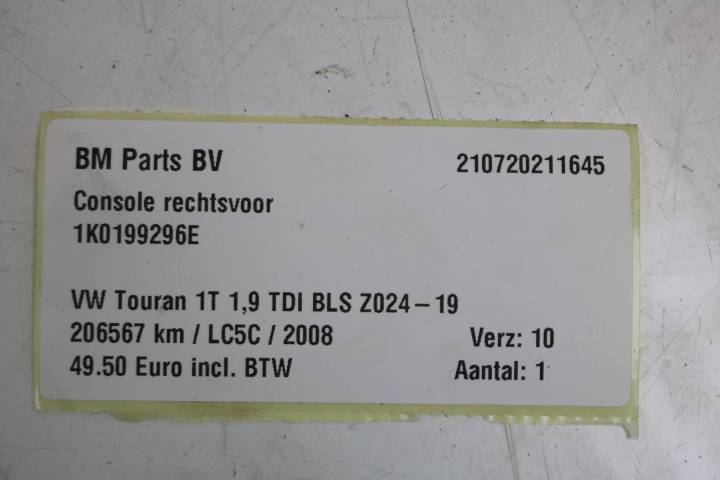 BM Parts BV 210720211645
Console rechtsvoor
1K0199296E
VW Touran 1T 1,9 TDI BLS Z024-19
206567 km / LC5C / 2008 Verz: 10
49.50 Euro incl. BTW Aantal: 1